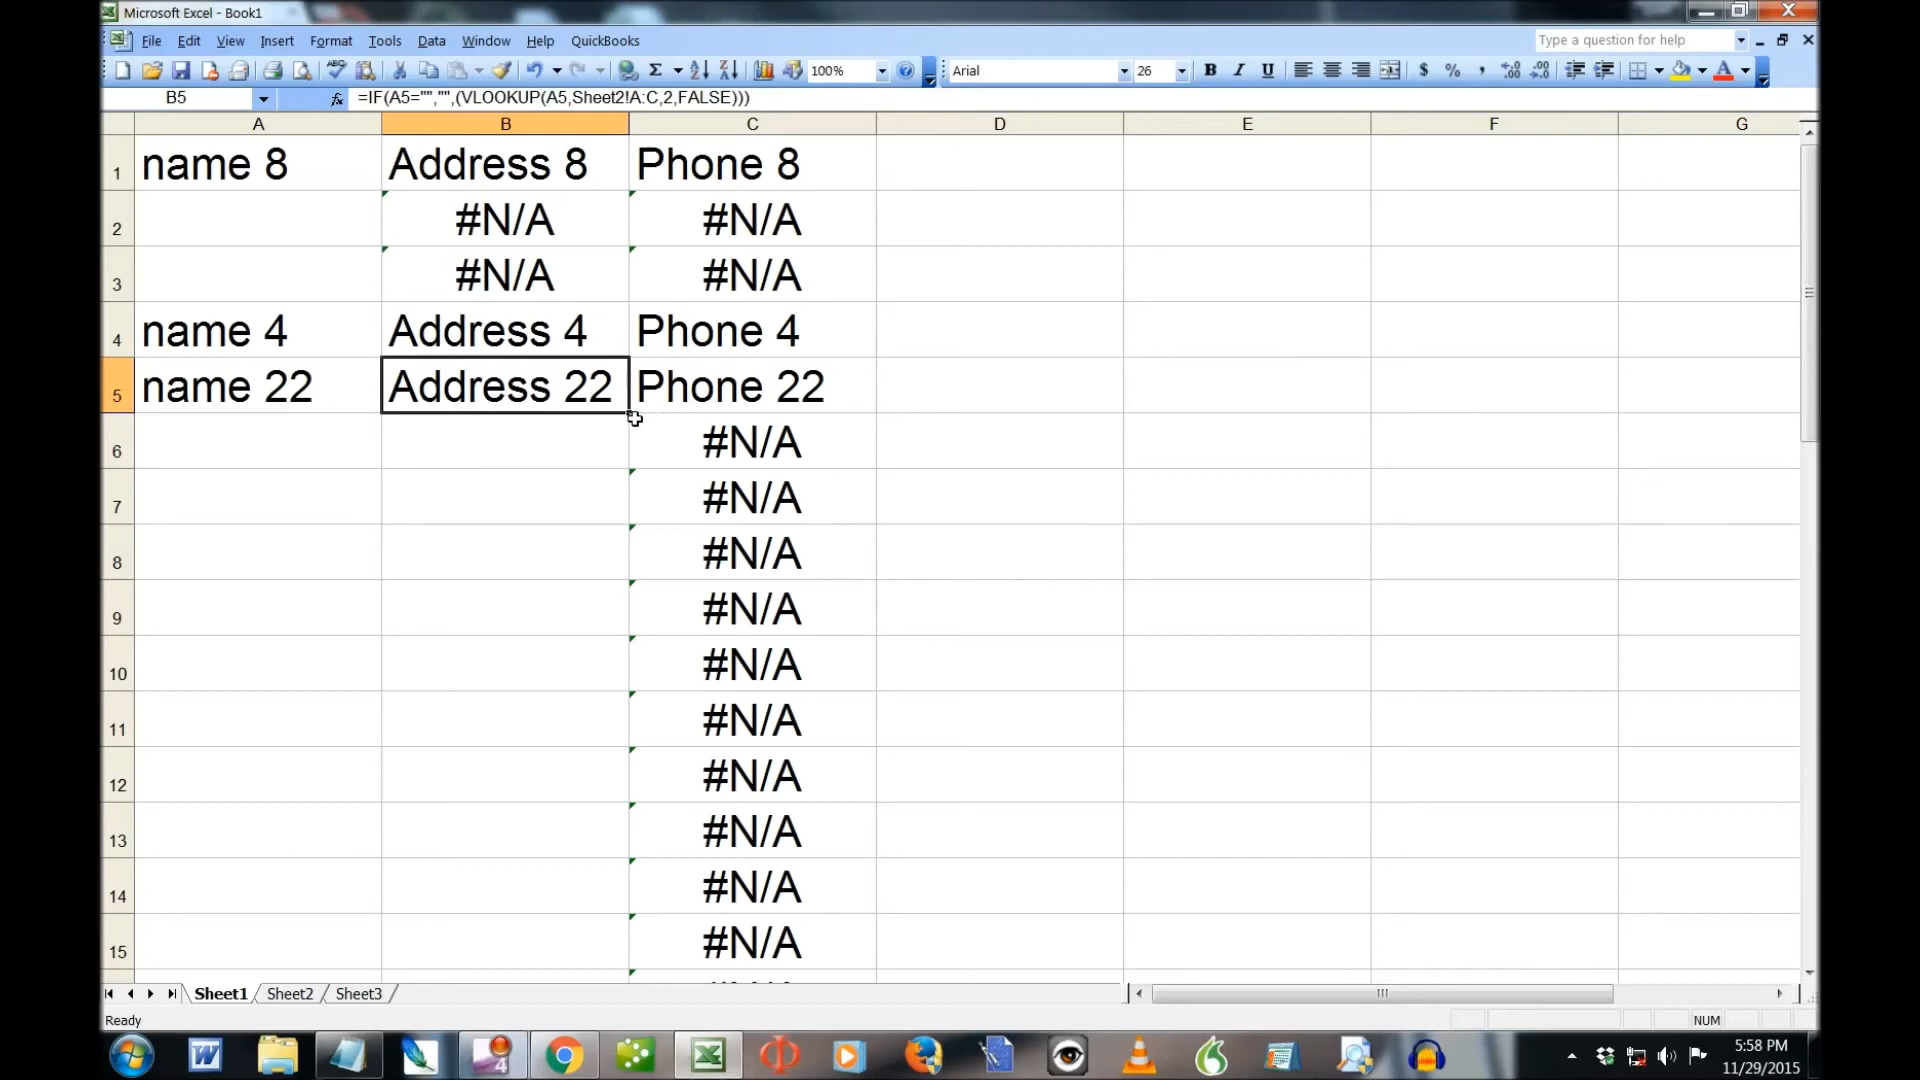 Microsoft Excel - Book1
File Edit View Insert Format Tools Data Window Help QuickBooks
Type a question for help
100% Arial 26 B I U $ %
B5 fx =IF(A5="","",(VLOOKUP(A5,Sheet2!A:C,2,FALSE)))
A B C D E F G
1 name 8 Address 8 Phone 8
2 #N/A #N/A
3 #N/A #N/A
4 name 4 Address 4 Phone 4
5 name 22 Address 22 Phone 22
6 #N/A
7 #N/A
8 #N/A
9 #N/A
10 #N/A
11 #N/A
12 #N/A
13 #N/A
14 #N/A
15 #N/A
Sheet1 Sheet2 Sheet3
Ready NUM
5:58 PM
11/29/2015